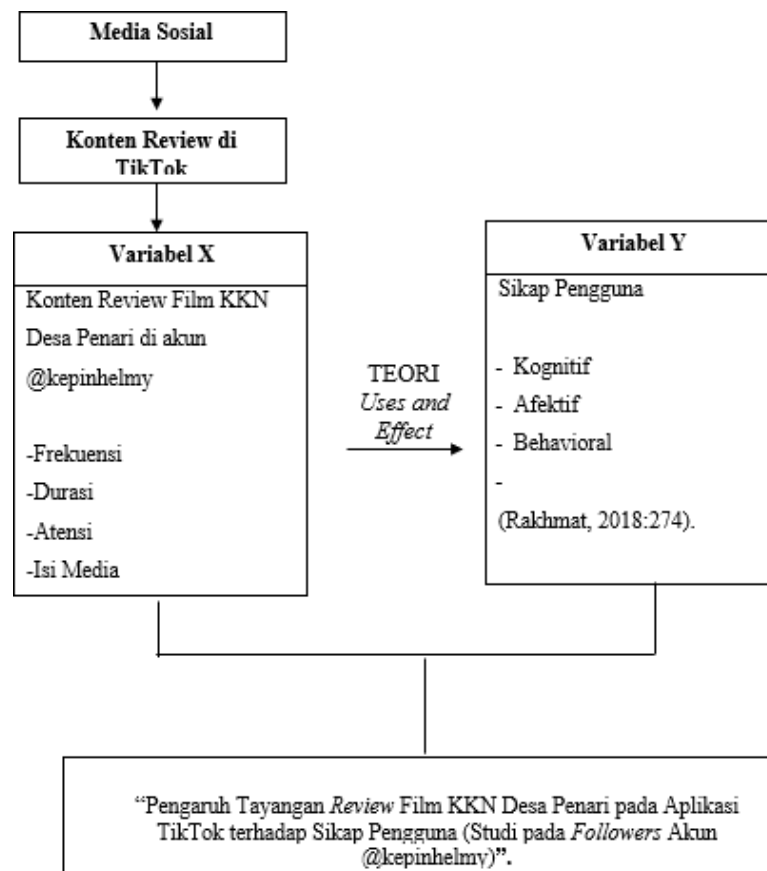 Media Sosial
Konten Review di
TikTok
Variabel X
Konten Review Film KKN
Desa Penari di akun
@kepinhelmy
-Frekuensi
-Durasi
-Atensi
-Isi Media
TEORI
Uses and
Effect
Variabel Y
Sikap Pengguna
- Kognitif
- Afektif
- Behavioral
-
(Rakhmat, 2018:274).
“Pengaruh Tayangan Review Film KKN Desa Penari pada Aplikasi
TikTok terhadap Sikap Pengguna (Studi pada Followers Akun
@kepinhelmy)”.